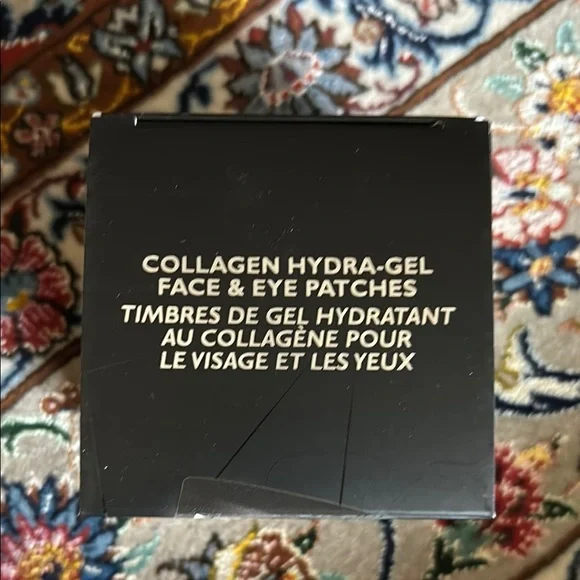 COLLAGEN HYDRA-GEL
FACE & EYE PATCHES
TIMBRES DE GEL HYDRATANT
AU COLLAGÈNE POUR
LE VISAGE ET LES YEUX